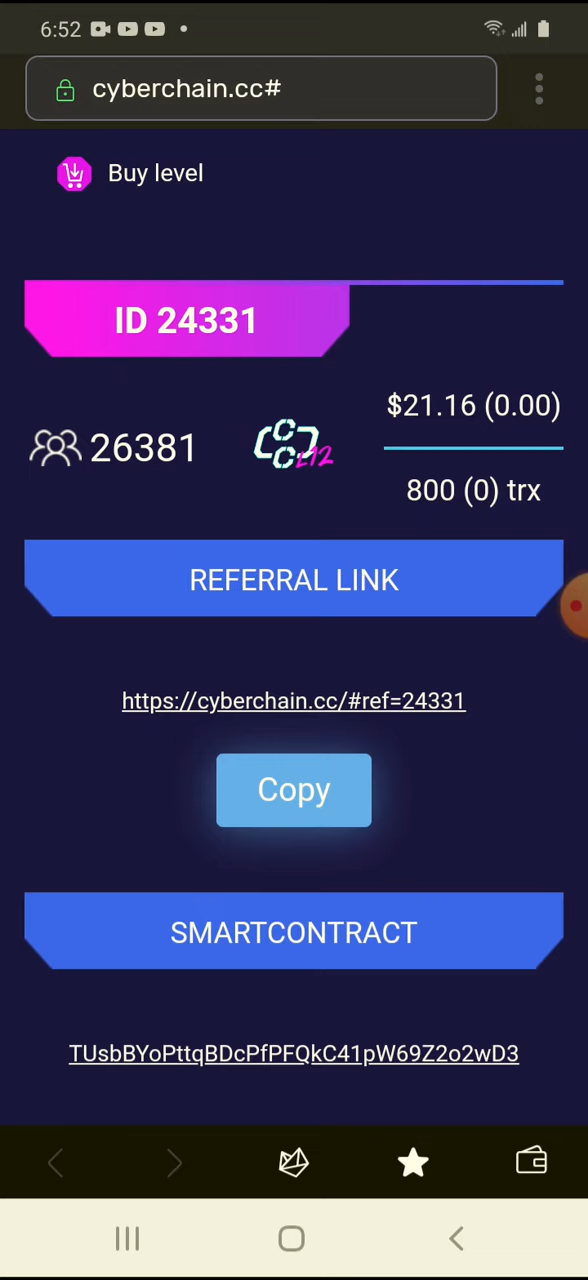 6:52
cyberchain.cc#
Buy level
ID 24331
26381
$21.16 (0.00)
800 (0) trx
REFERRAL LINK
https://cyberchain.cc/#ref=24331
Copy
SMARTCONTRACT
TUsbBYoPttqBDcPfPFQkC41pW69Z2o2wD3